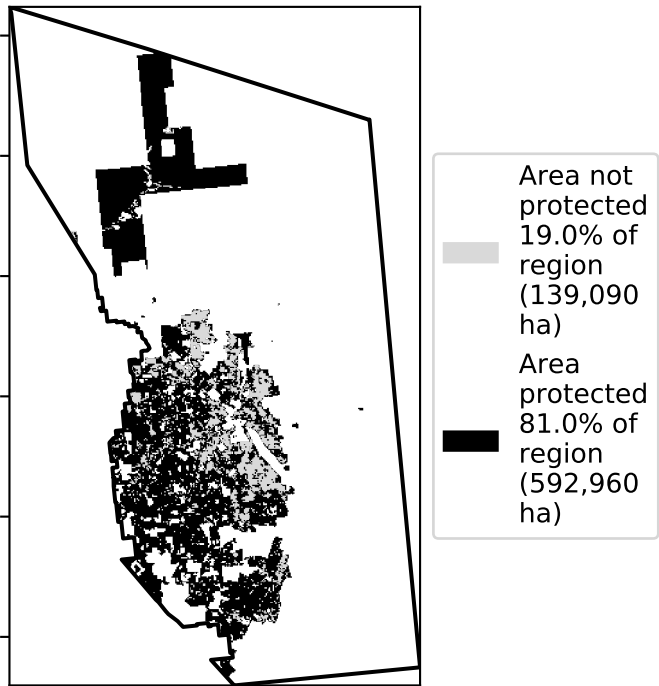 Area not
protected
19.0% of
region
(139,090
ha)
Area
protected
81.0% of
region
(592,960
ha)